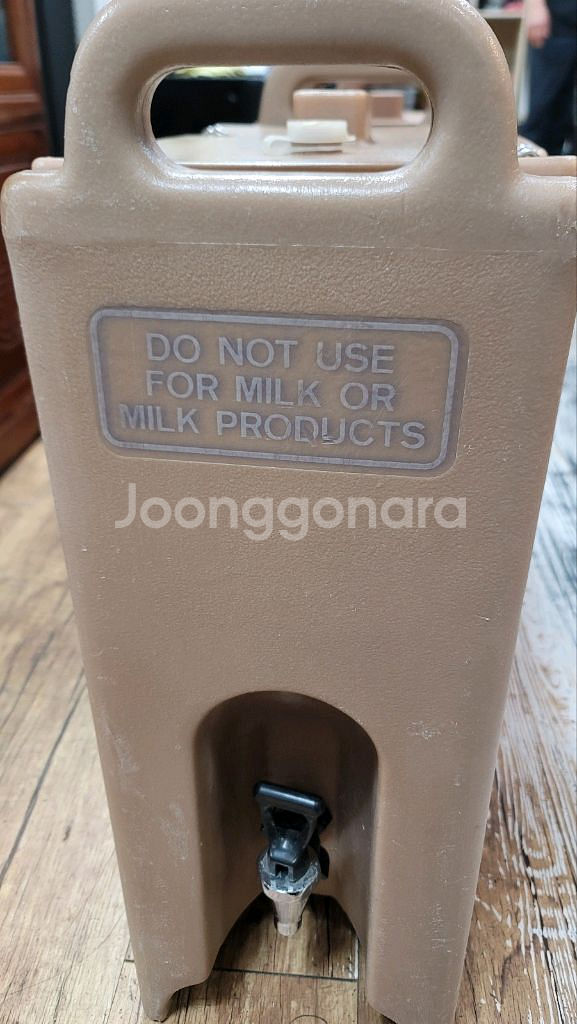 DO NOT USE
FOR MILK OR
MILK PRODUCTS
Joonggonara